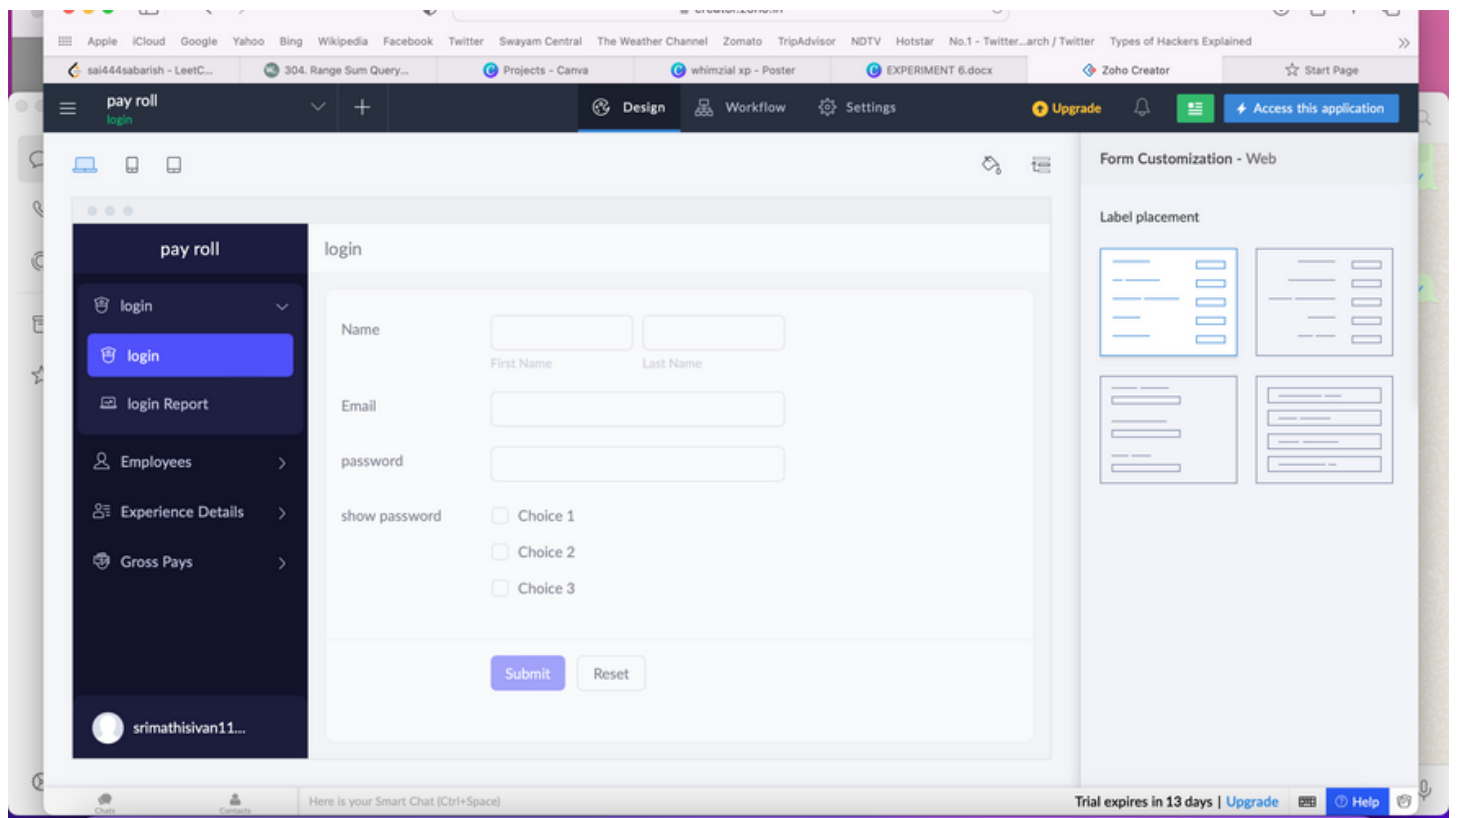 Apple iCloud Google Yahoo Bing Wikipedia Facebook Twitter Swayam Central The Weather Channel Zomato TripAdvisor NDTV Hotstar No.1 - Twitter...arch / Twitter Types of Hackers Explained
sai444sabarish - LeetC... 304. Range Sum Query... Projects - Canva whimzial xp - Poster EXPERIMENT 6.docx Zoho Creator Start Page
pay roll
login
Design Workflow Settings Upgrade Access this application
Form Customization - Web
Label placement
pay roll
login
login
login
login Report
Employees
Experience Details
Gross Pays
srimathisivan11...
Name
First Name Last Name
Email
password
show password Choice 1
Choice 2
Choice 3
Submit Reset
Chats Contacts Here is your Smart Chat (Ctrl+Space) Trial expires in 13 days | Upgrade Help